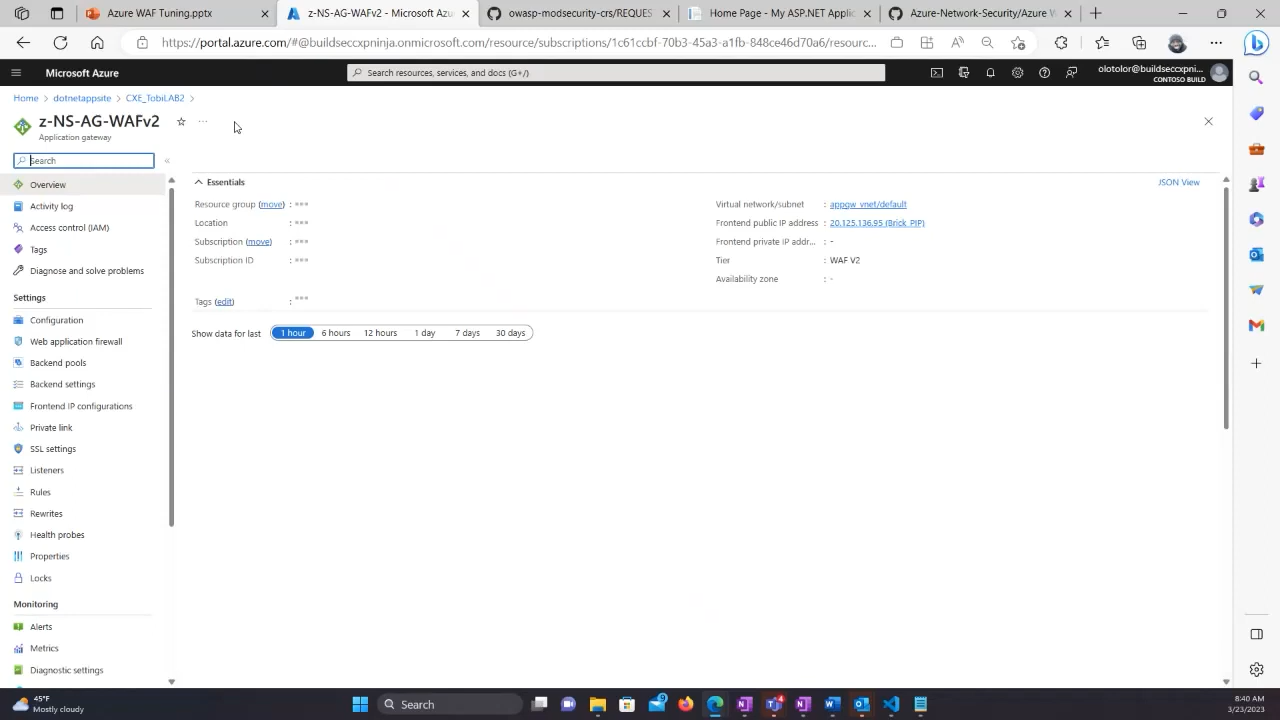 Azure WAF Tuning.pptx
z-NS-AG-WAFv2 - Microsoft Azu
owasp-modsecurity-crs/REQUES
Home Page - My ASP.NET Applic
Azure-Network-Security/Azure W
https://portal.azure.com/#@buildseccxpninja.onmicrosoft.com/resource/subscriptions/1c61ccbf-70b3-45a3-a1fb-848ce46d70a6/resourc...
Microsoft Azure
Search resources, services, and docs (G+/)
olotolor@buildseccxpni...
CONTOSO BUILD
Home > dotnetappsite > CXE_TobiLAB2 >
z-NS-AG-WAFv2
Application gateway
Search
Overview
Activity log
Access control (IAM)
Tags
Diagnose and solve problems
Settings
Configuration
Web application firewall
Backend pools
Backend settings
Frontend IP configurations
Private link
SSL settings
Listeners
Rules
Rewrites
Health probes
Properties
Locks
Monitoring
Alerts
Metrics
Diagnostic settings
Essentials
JSON View
Resource group (move) :
Location :
Subscription (move) :
Subscription ID :
Tags (edit) :
Virtual network/subnet : appgw_vnet/default
Frontend public IP address : 20.125.136.95 (Brick_PIP)
Frontend private IP addr... : -
Tier : WAF V2
Availability zone : -
Show data for last 1 hour 6 hours 12 hours 1 day 7 days 30 days
45°F
Mostly cloudy
Search
9
4
8:40 AM
3/23/2023